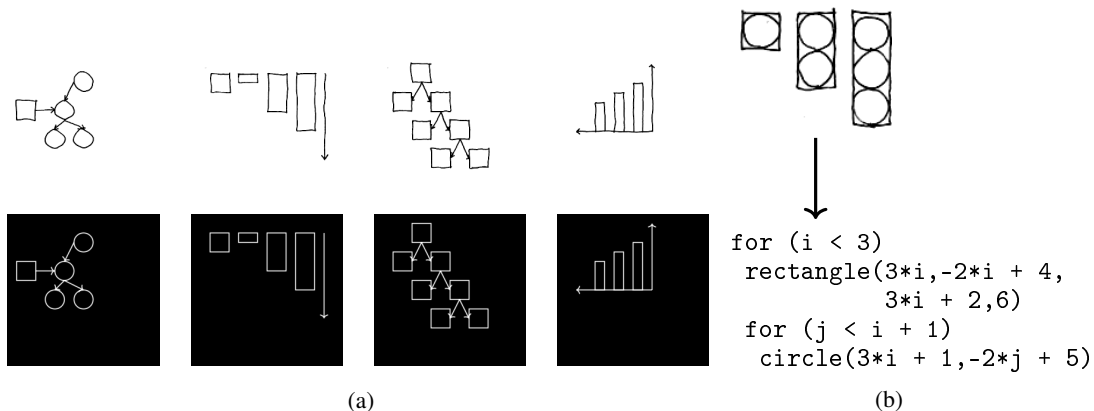 for (i < 3)
rectangle(3*i,-2*i + 4,
3*i + 2,6)
for (j < i + 1)
circle(3*i + 1,-2*j + 5)
(a)
(b)